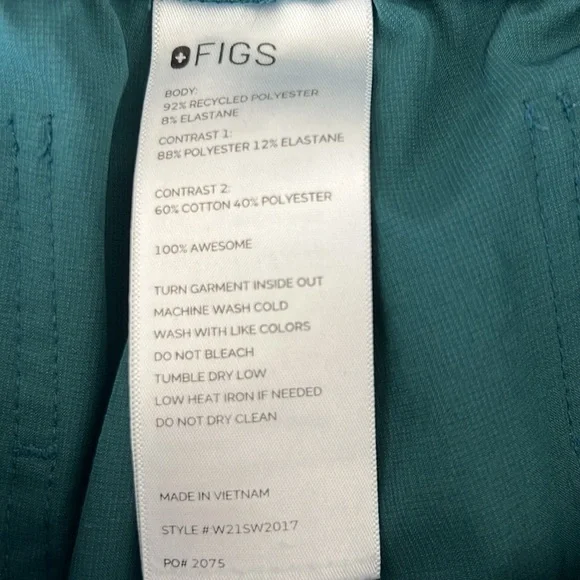 FIGS
BODY:
92% RECYCLED POLYESTER
8% ELASTANE
CONTRAST 1:
88% POLYESTER 12% ELASTANE
CONTRAST 2:
60% COTTON 40% POLYESTER
100% AWESOME
TURN GARMENT INSIDE OUT
MACHINE WASH COLD
WASH WITH LIKE COLORS
DO NOT BLEACH
TUMBLE DRY LOW
LOW HEAT IRON IF NEEDED
DO NOT DRY CLEAN
MADE IN VIETNAM
STYLE # W21SW2017
PO# 2075